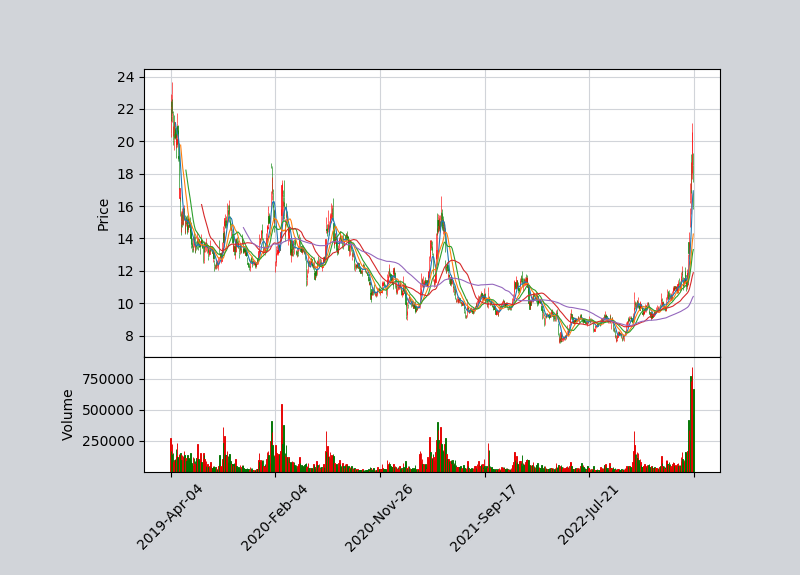 24
22
20
18
16
14
12
10
8
Price
750000
500000
250000
Volume
2019-Apr-04
2020-Feb-04
2020-Nov-26
2021-Sep-17
2022-Jul-21